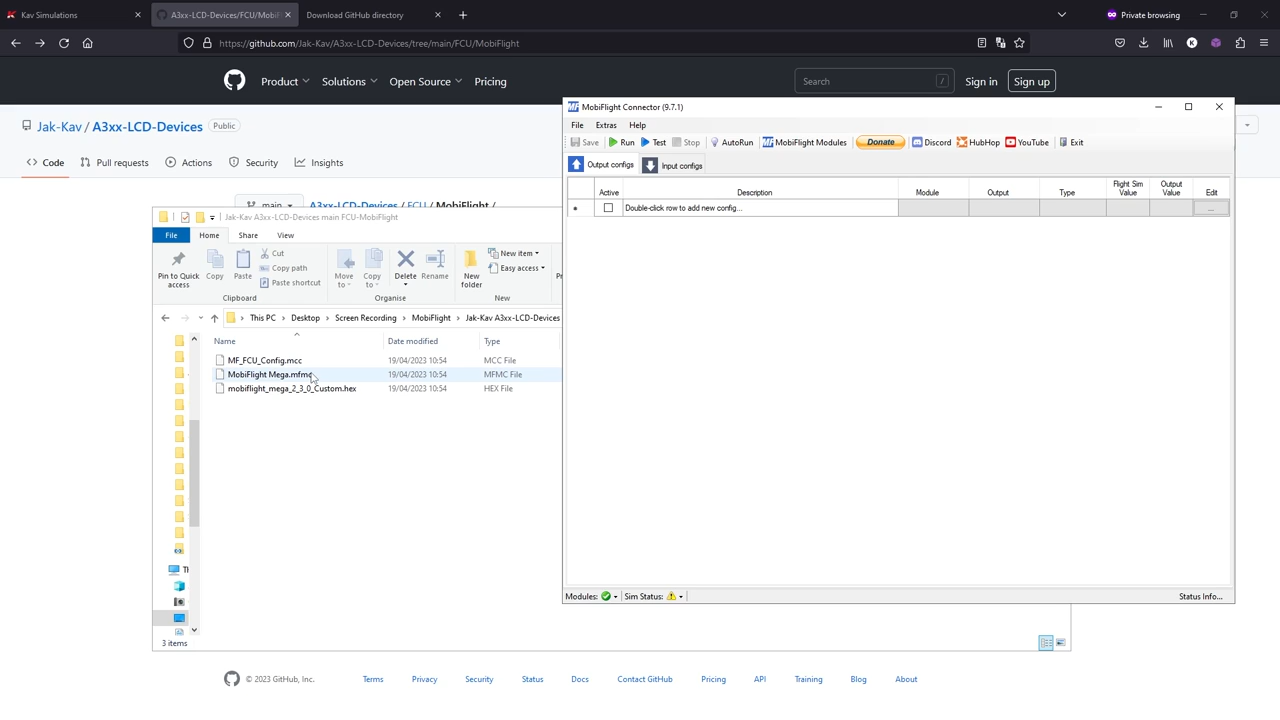 Kav Simulations
A3xx-LCD-Devices/FCU/MobiFl
Download GitHub directory
Private browsing
https://github.com/Jak-Kav/A3xx-LCD-Devices/tree/main/FCU/MobiFlight
Product
Solutions
Open Source
Pricing
Search
/
Sign in
Sign up
Jak-Kav / A3xx-LCD-Devices
Public
Code
Pull requests
Actions
Security
Insights
main
A3xx-LCD-Devices / FCU / MobiFlight /
Jak-Kav A3xx-LCD-Devices main FCU-MobiFlight
File
Home
Share
View
Pin to Quick access
Copy
Paste
Cut
Copy path
Paste shortcut
Clipboard
Move to
Copy to
Delete
Rename
Organise
New folder
New item
Easy access
New
This PC > Desktop > Screen Recording > MobiFlight > Jak-Kav A3xx-LCD-Devices
Name
Date modified
Type
MF_FCU_Config.mcc
19/04/2023 10:54
MCC File
MobiFlight Mega.mfmc
19/04/2023 10:54
MFMC File
mobiflight_mega_2_3_0_Custom.hex
19/04/2023 10:54
HEX File
3 items
MobiFlight Connector (9.7.1)
File
Extras
Help
Save
Run
Test
Stop
AutoRun
MobiFlight Modules
Donate
Discord
HubHop
YouTube
Exit
Output configs
Input configs
Active
Description
Module
Output
Type
Flight Sim Value
Output Value
Edit
Double-click row to add new config...
...
Modules:
Sim Status:
Status Info...
© 2023 GitHub, Inc.
Terms
Privacy
Security
Status
Docs
Contact GitHub
Pricing
API
Training
Blog
About